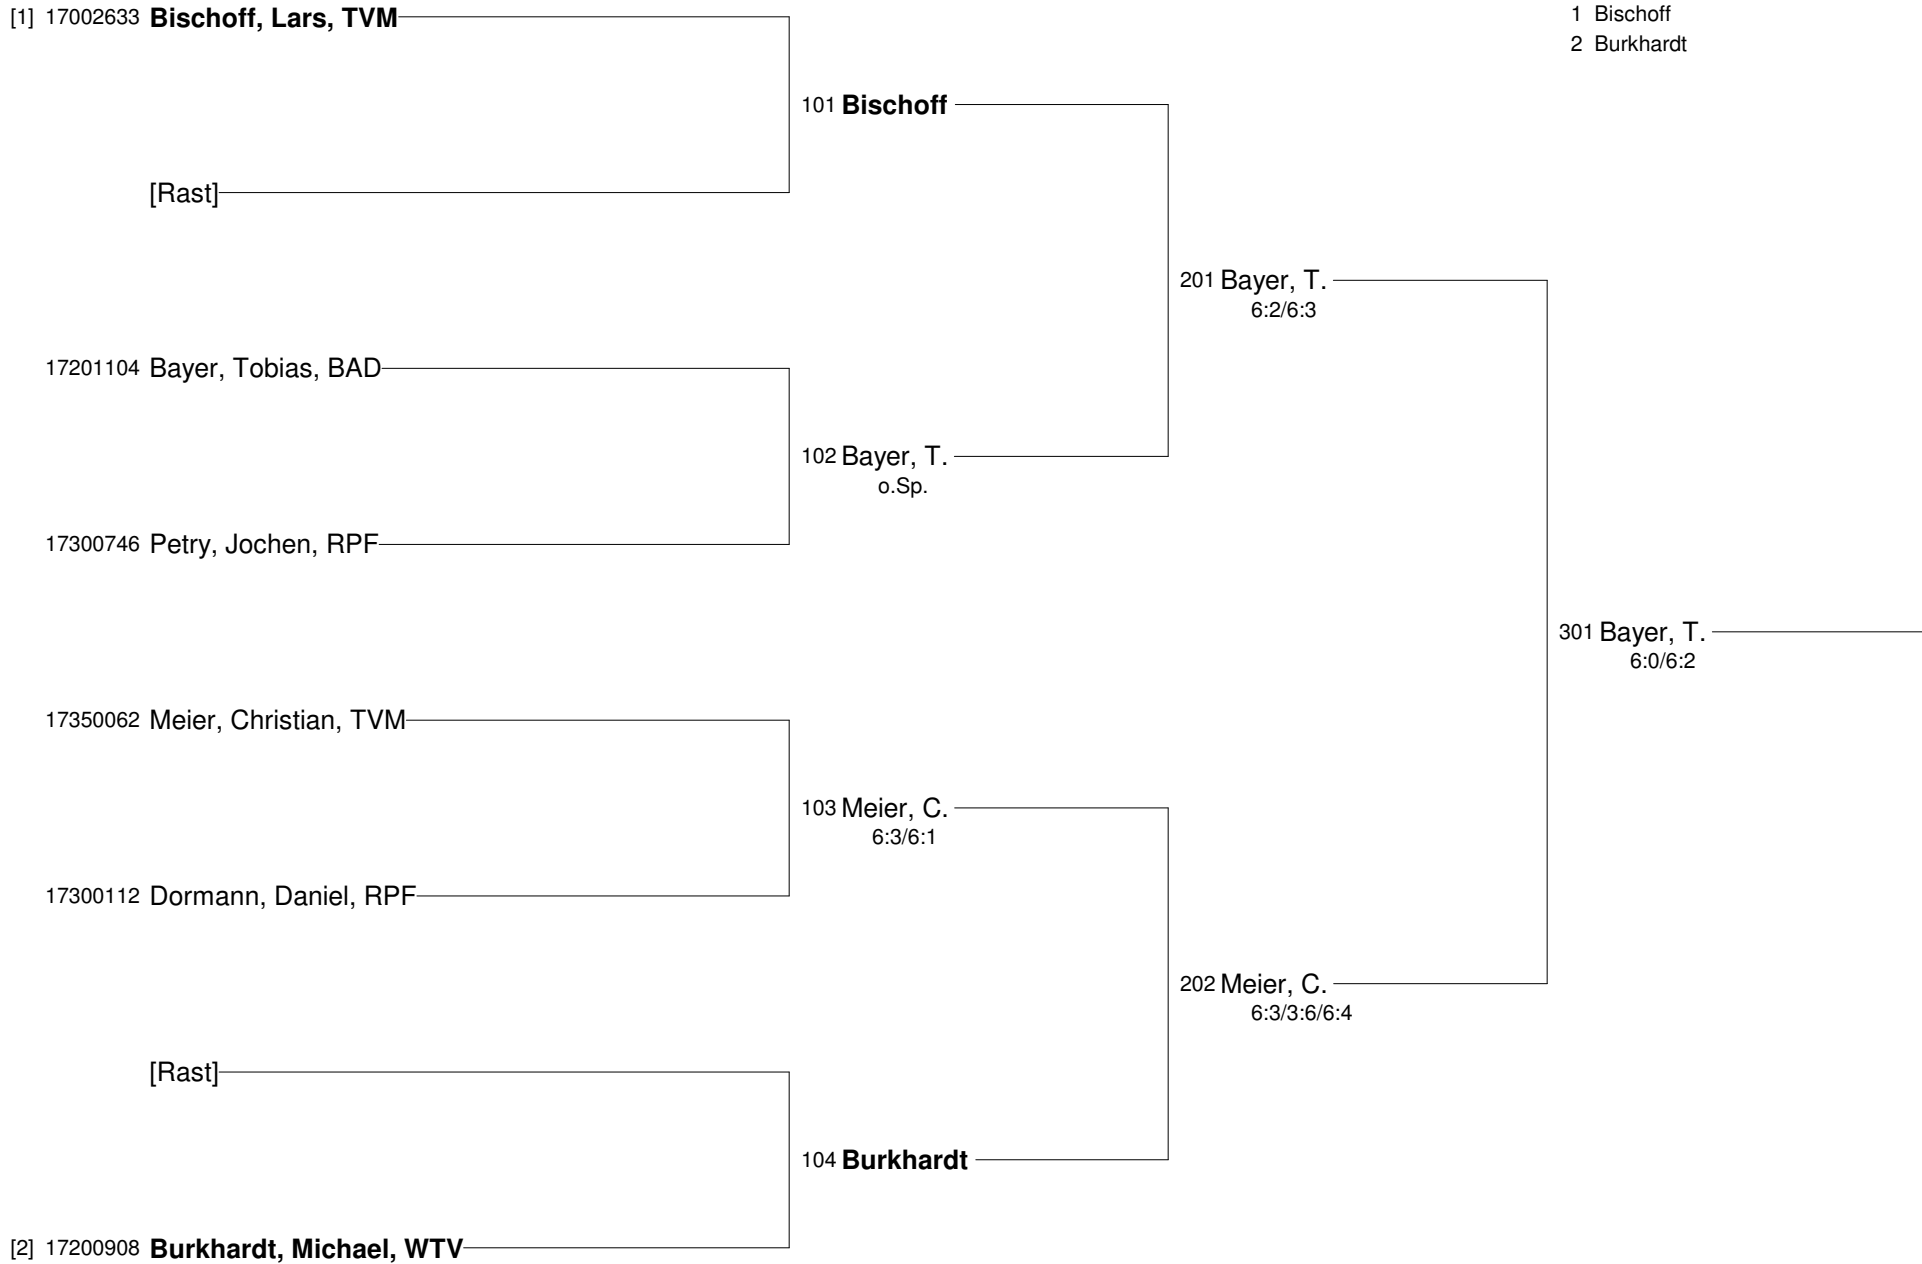 [1] 17002633 Bischoff, Lars, TVM
1 Bischoff
2 Burkhardt
101 Bischoff
[Rast]
201 Bayer, T.
6:2/6:3
17201104 Bayer, Tobias, BAD
102 Bayer, T.
o.Sp.
17300746 Petry, Jochen, RPF
301 Bayer, T.
6:0/6:2
17350062 Meier, Christian, TVM
103 Meier, C.
6:3/6:1
17300112 Dormann, Daniel, RPF
202 Meier, C.
6:3/3:6/6:4
[Rast]
104 Burkhardt
[2] 17200908 Burkhardt, Michael, WTV